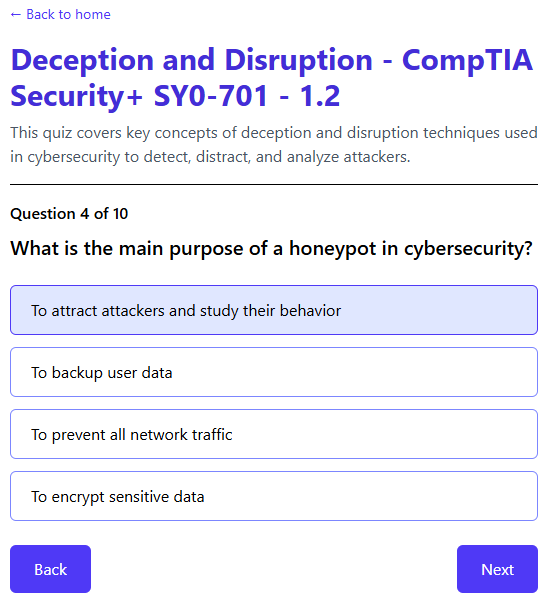 ← Back to home
Deception and Disruption - CompTIA
Security+ SY0-701 - 1.2
This quiz covers key concepts of deception and disruption techniques used
in cybersecurity to detect, distract, and analyze attackers.
Question 4 of 10
What is the main purpose of a honeypot in cybersecurity?
To attract attackers and study their behavior
To backup user data
To prevent all network traffic
To encrypt sensitive data
Back
Next